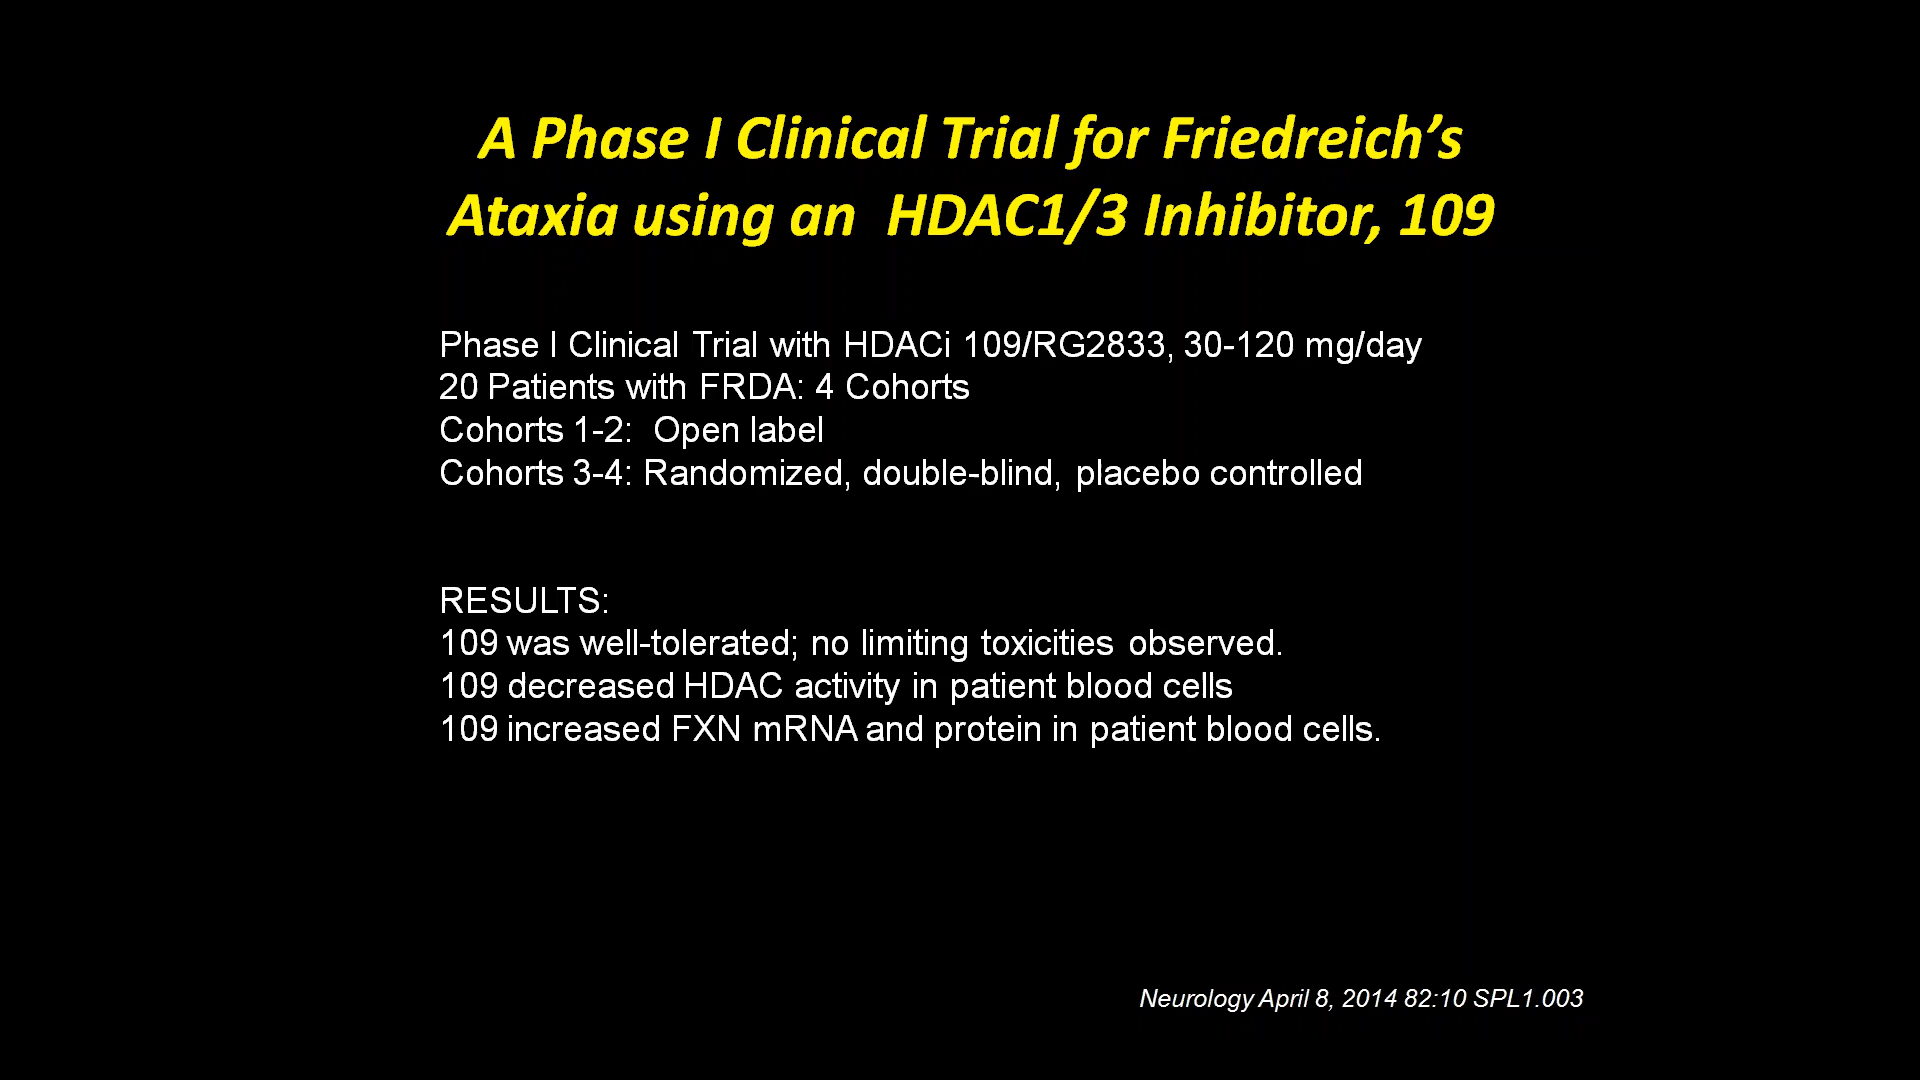 A Phase I Clinical Trial for Friedreich’s
Ataxia using an  HDAC1/3 Inhibitor, 109
Phase I Clinical Trial with HDACi 109/RG2833, 30-120 mg/day
20 Patients with FRDA: 4 Cohorts
Cohorts 1-2:  Open label
Cohorts 3-4: Randomized, double-blind, placebo controlled
RESULTS:
109 was well-tolerated; no limiting toxicities observed.
109 decreased HDAC activity in patient blood cells
109 increased FXN mRNA and protein in patient blood cells.
Neurology April 8, 2014 82:10 SPL1.003